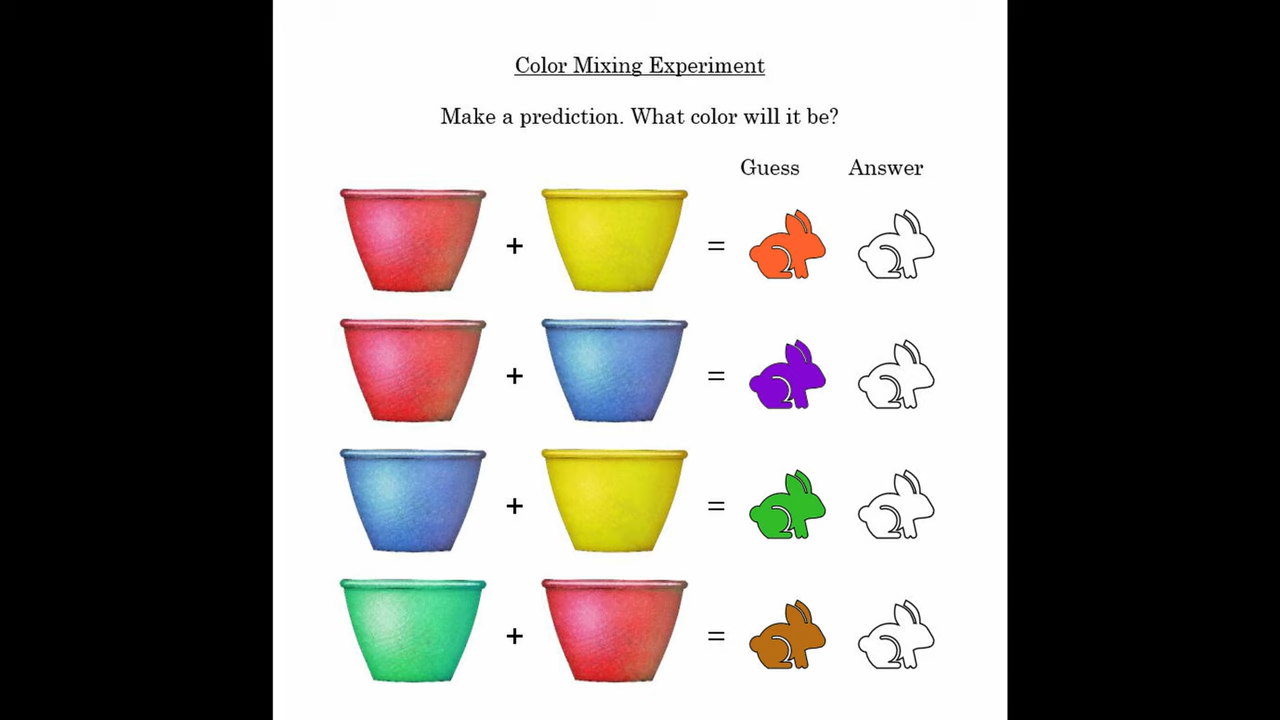 Color Mixing Experiment
Make a prediction. What color will it be?
Guess Answer
+ =
+ =
+ =
+ =